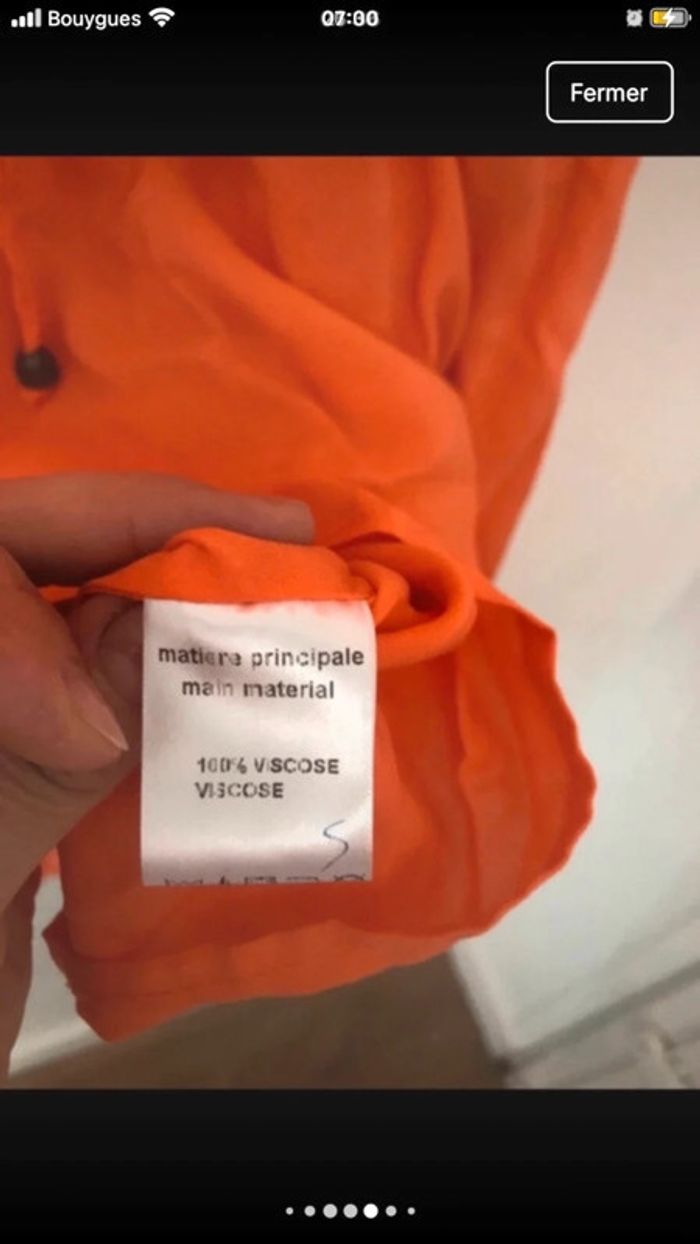 Bouygues
07:00
Fermer
matiere principale
main material
100% VISCOSE
VISCOSE
S